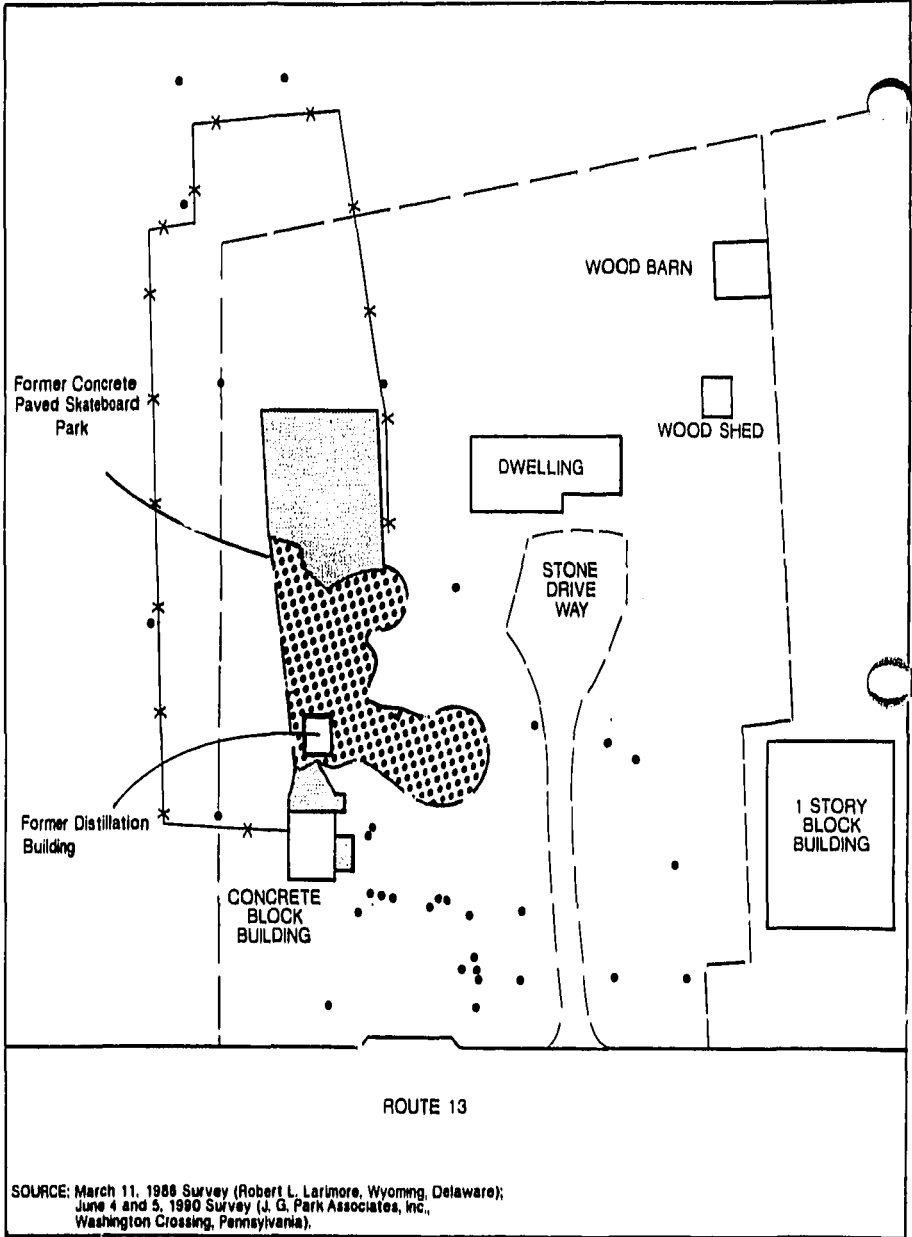 WOOD BARN
Former Concrete
Paved Skateboard
Park
WOOD SHED
DWELLING
STONE
DRIVE
WAY
Former Distillation
Building
1 STORY
BLOCK
BUILDING
CONCRETE
BLOCK
BUILDING
ROUTE 13
SOURCE: March 11, 1988 Survey (Robert L. Larimore, Wyoming, Delaware);
June 4 and 5, 1990 Survey (J. G. Park Associates, Inc.,
Washington Crossing, Pennsylvania).